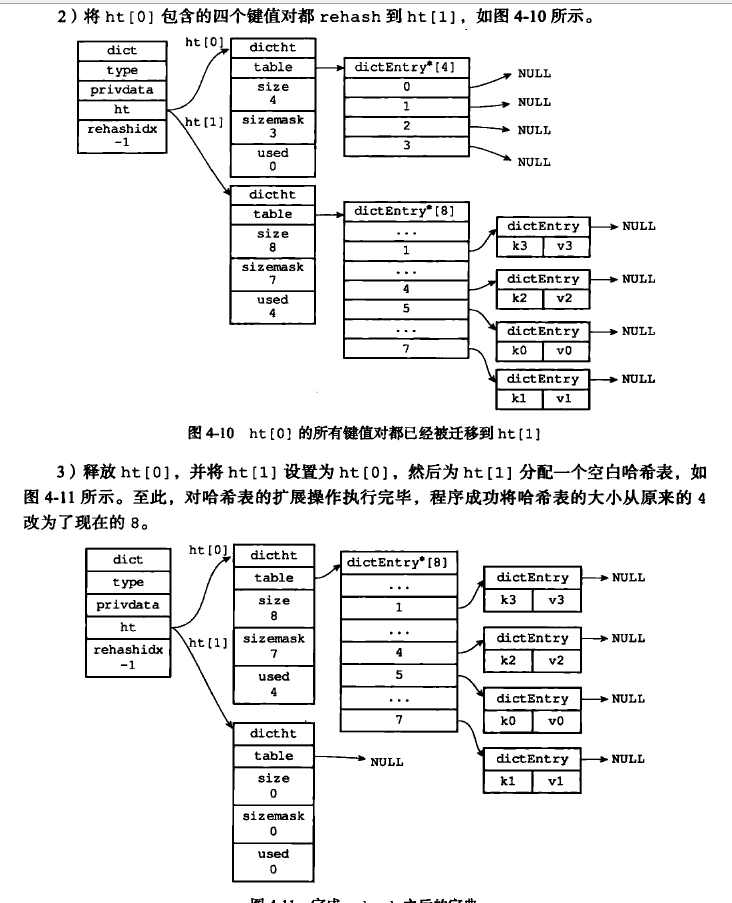 2）将 ht[0] 包含的四个键值对都 rehash 到 ht[1]，如图 4-10 所示。
dict
type
privdata
ht
rehashidx
-1
ht[0]
ht[1]
dictht
table
size
4
sizemask
3
used
0
dictEntry*[4]
0
1
2
3
NULL
NULL
NULL
NULL
dictht
table
size
8
sizemask
7
used
4
dictEntry*[8]
...
1
...
4
5
...
7
dictEntry
k3 v3
NULL
dictEntry
k2 v2
NULL
dictEntry
k0 v0
NULL
dictEntry
k1 v1
NULL
图 4-10 ht[0] 的所有键值对都已经被迁移到 ht[1]
3）释放 ht[0]，并将 ht[1] 设置为 ht[0]，然后为 ht[1] 分配一个空白哈希表，如
图 4-11 所示。至此，对哈希表的扩展操作执行完毕，程序成功将哈希表的大小从原来的 4
改为了现在的 8。
dict
type
privdata
ht
rehashidx
-1
ht[0]
ht[1]
dictht
table
size
8
sizemask
7
used
4
dictEntry*[8]
...
1
...
4
5
...
7
dictEntry
k3 v3
NULL
dictEntry
k2 v2
NULL
dictEntry
k0 v0
NULL
dictEntry
k1 v1
NULL
dictht
table
NULL
size
0
sizemask
0
used
0